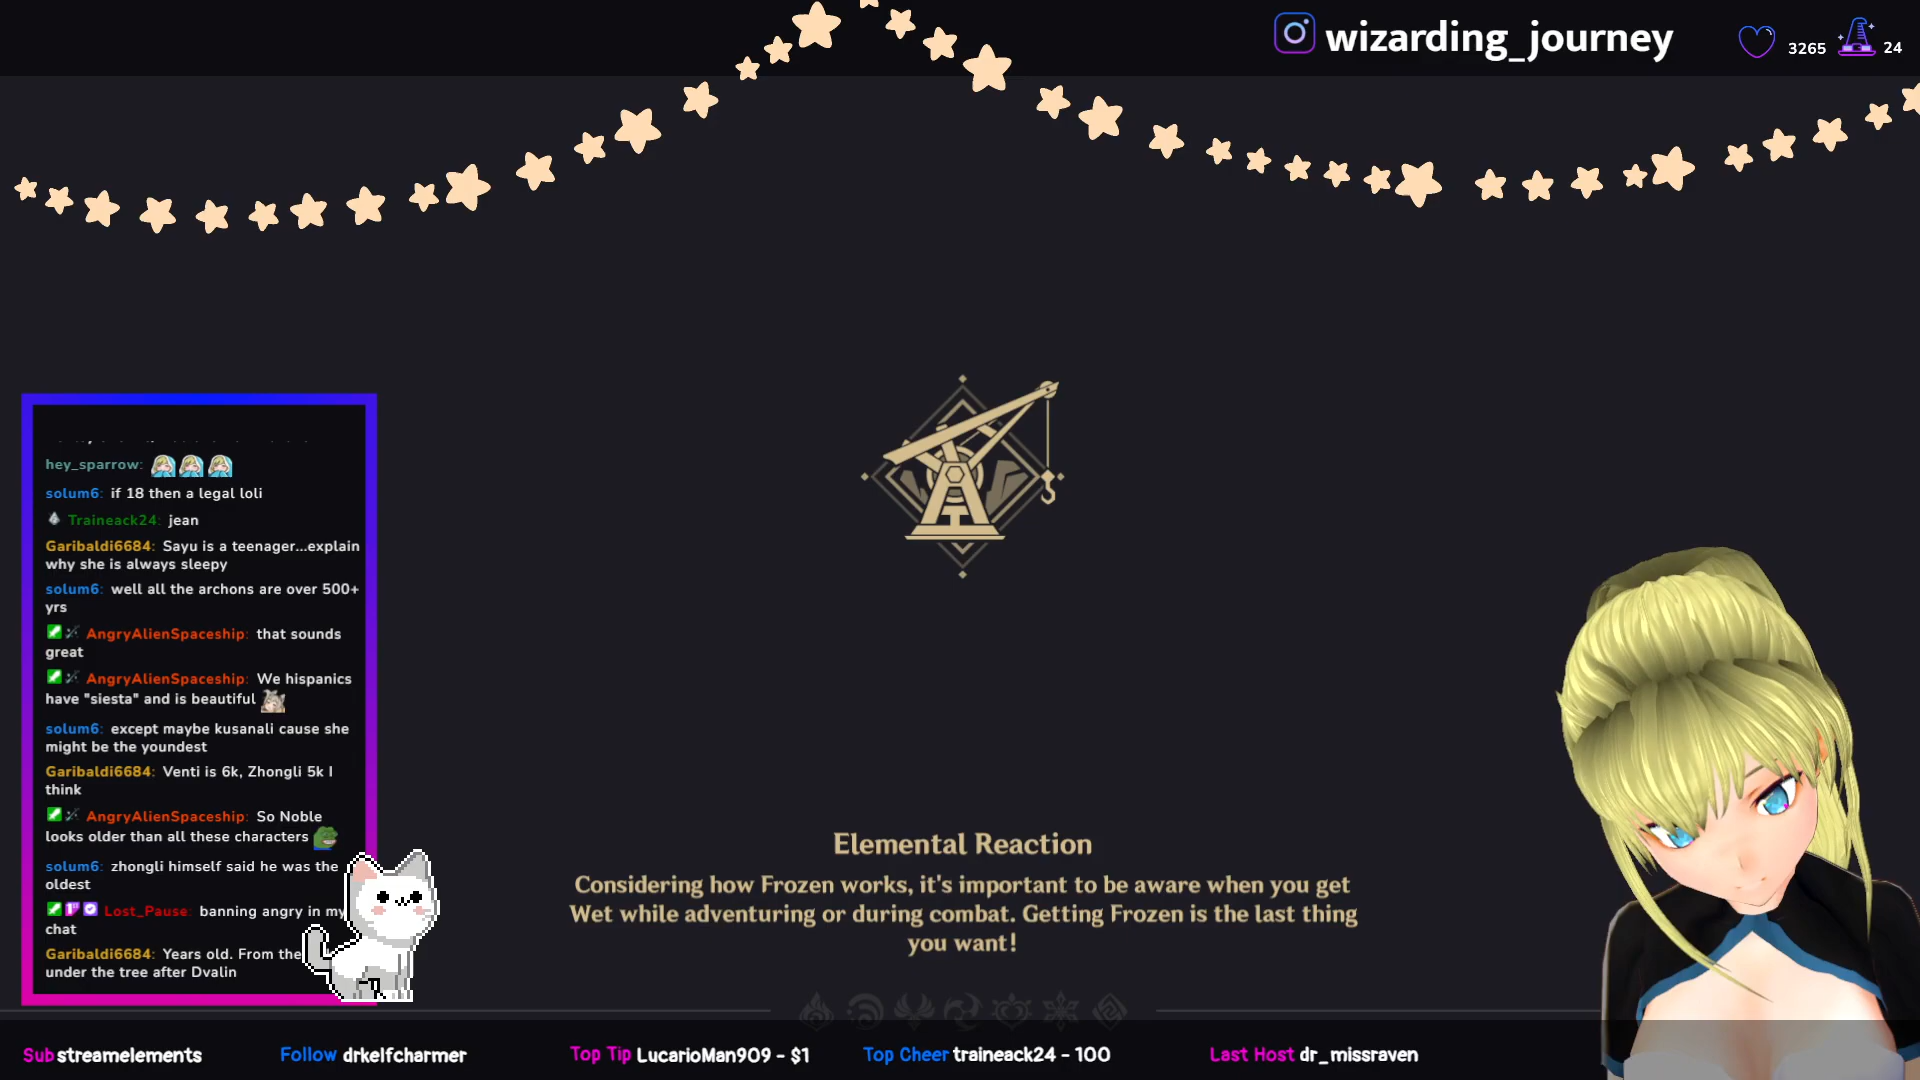 wizarding_journey
3265
24
hey_sparrow:
solum6: if 18 then a legal loli
Traineack24: jean
Garibaldi6684: Sayu is a teenager...explain
why she is always sleepy
solum6: well all the archons are over 500+
yrs
AngryAlienSpaceship: that sounds
great
AngryAlienSpaceship: We hispanics
have "siesta" and is beautiful
solum6: except maybe kusanali cause she
might be the youndest
Garibaldi6684: Venti is 6k, Zhongli 5k I
think
AngryAlienSpaceship: So Noble
looks older than all these characters
solum6: zhongli himself said he was the
oldest
Lost_Pause: banning angry in my
chat
Garibaldi6684: Years old. From the
under the tree after Dvalin
Elemental Reaction
Considering how Frozen works, it's important to be aware when you get
Wet while adventuring or during combat. Getting Frozen is the last thing
you want!
Sub streamelements
Follow drkelfcharmer
Top Tip LucarioMan909 - $1
Top Cheer traineack24 - 100
Last Host dr_missraven